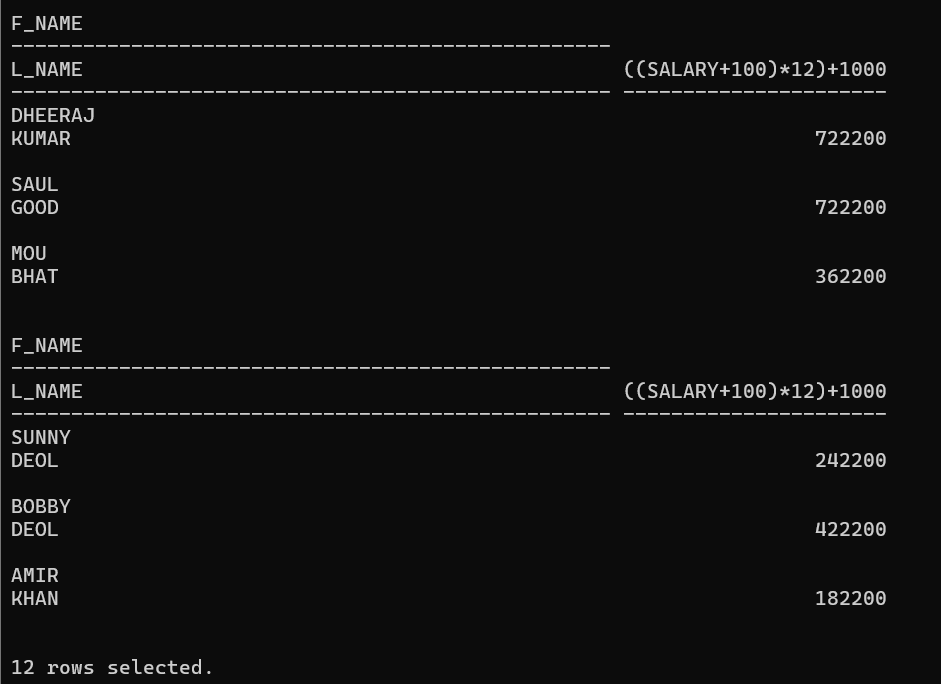 F_NAME
--------------------------------------------------
L_NAME                                             ((SALARY+100)*12)+1000
-------------------------------------------------- ----------------------
DHEERAJ
KUMAR                                                              722200
SAUL
GOOD                                                               722200
MOU
BHAT                                                               362200
F_NAME
--------------------------------------------------
L_NAME                                             ((SALARY+100)*12)+1000
-------------------------------------------------- ----------------------
SUNNY
DEOL                                                               242200
BOBBY
DEOL                                                               422200
AMIR
KHAN                                                               182200
12 rows selected.